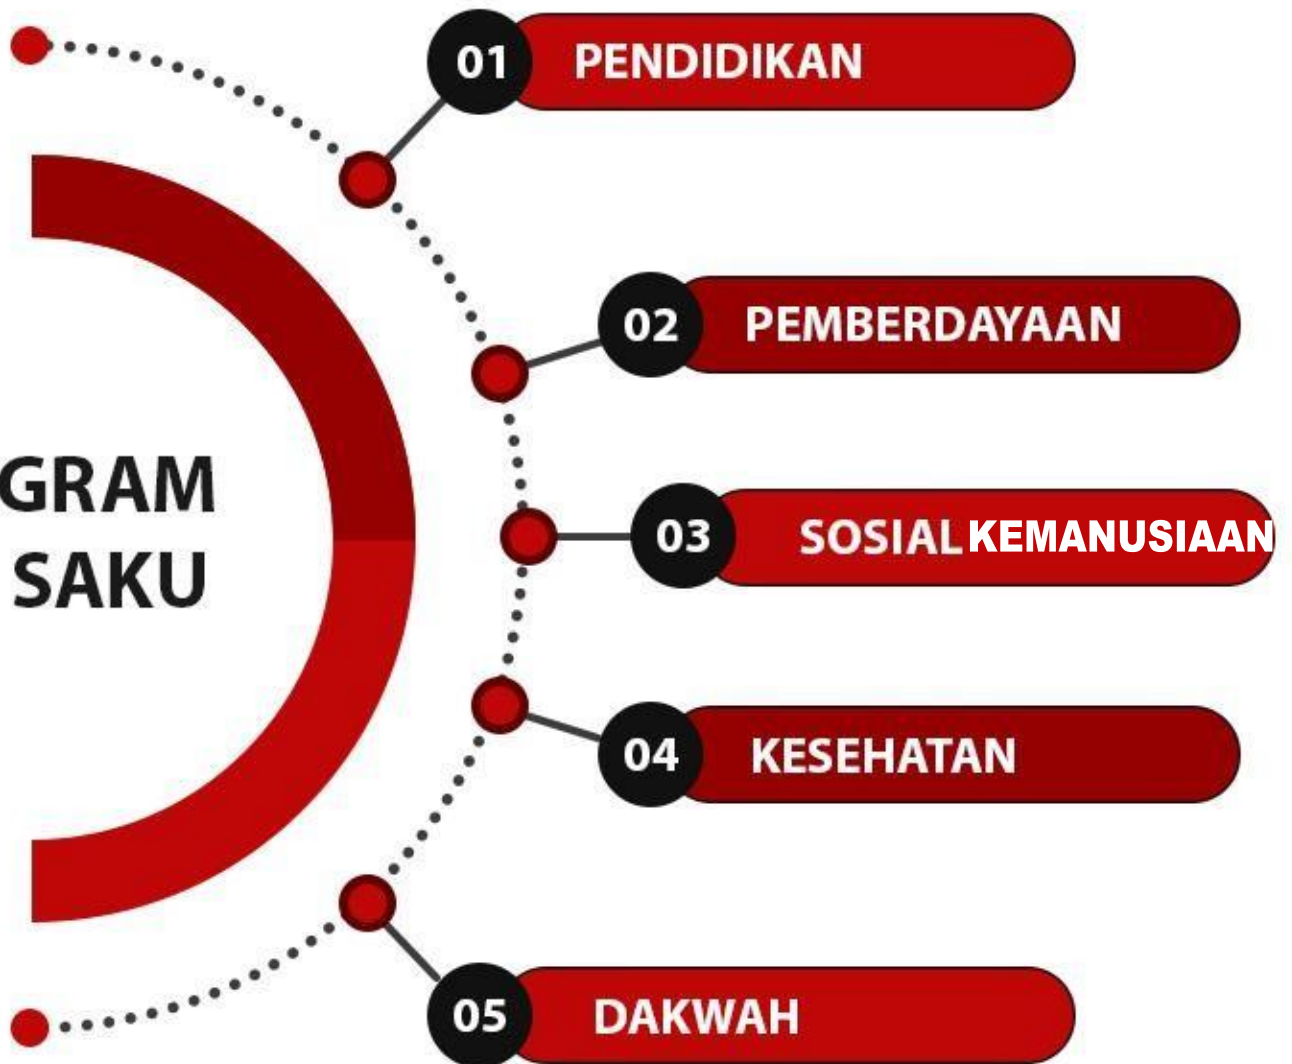 GRAM
SAKU
01 PENDIDIKAN
02 PEMBERDAYAAN
03 SOSIAL KEMANUSIAAN
04 KESEHATAN
05 DAKWAH